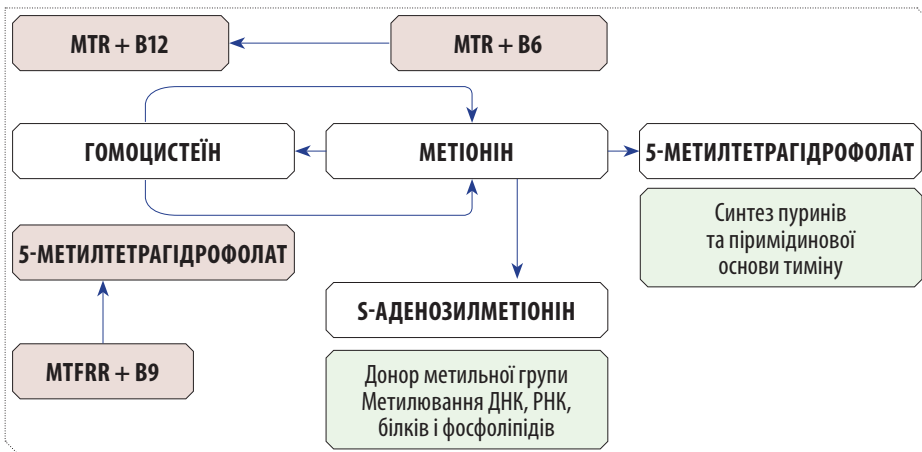 MTR + B12
MTR + B6
ГОМОЦИСТЕЇН
МЕТІОНІН
5-МЕТИЛТЕТРАГІДРОФОЛАТ
Синтез пуринів
та піримідинової
основи тиміну
5-МЕТИЛТЕТРАГІДРОФОЛАТ
S-АДЕНОЗИЛМЕТІОНІН
MTFRR + B9
Донор метильної групи
Метилювання ДНК, РНК,
білків і фосфоліпідів